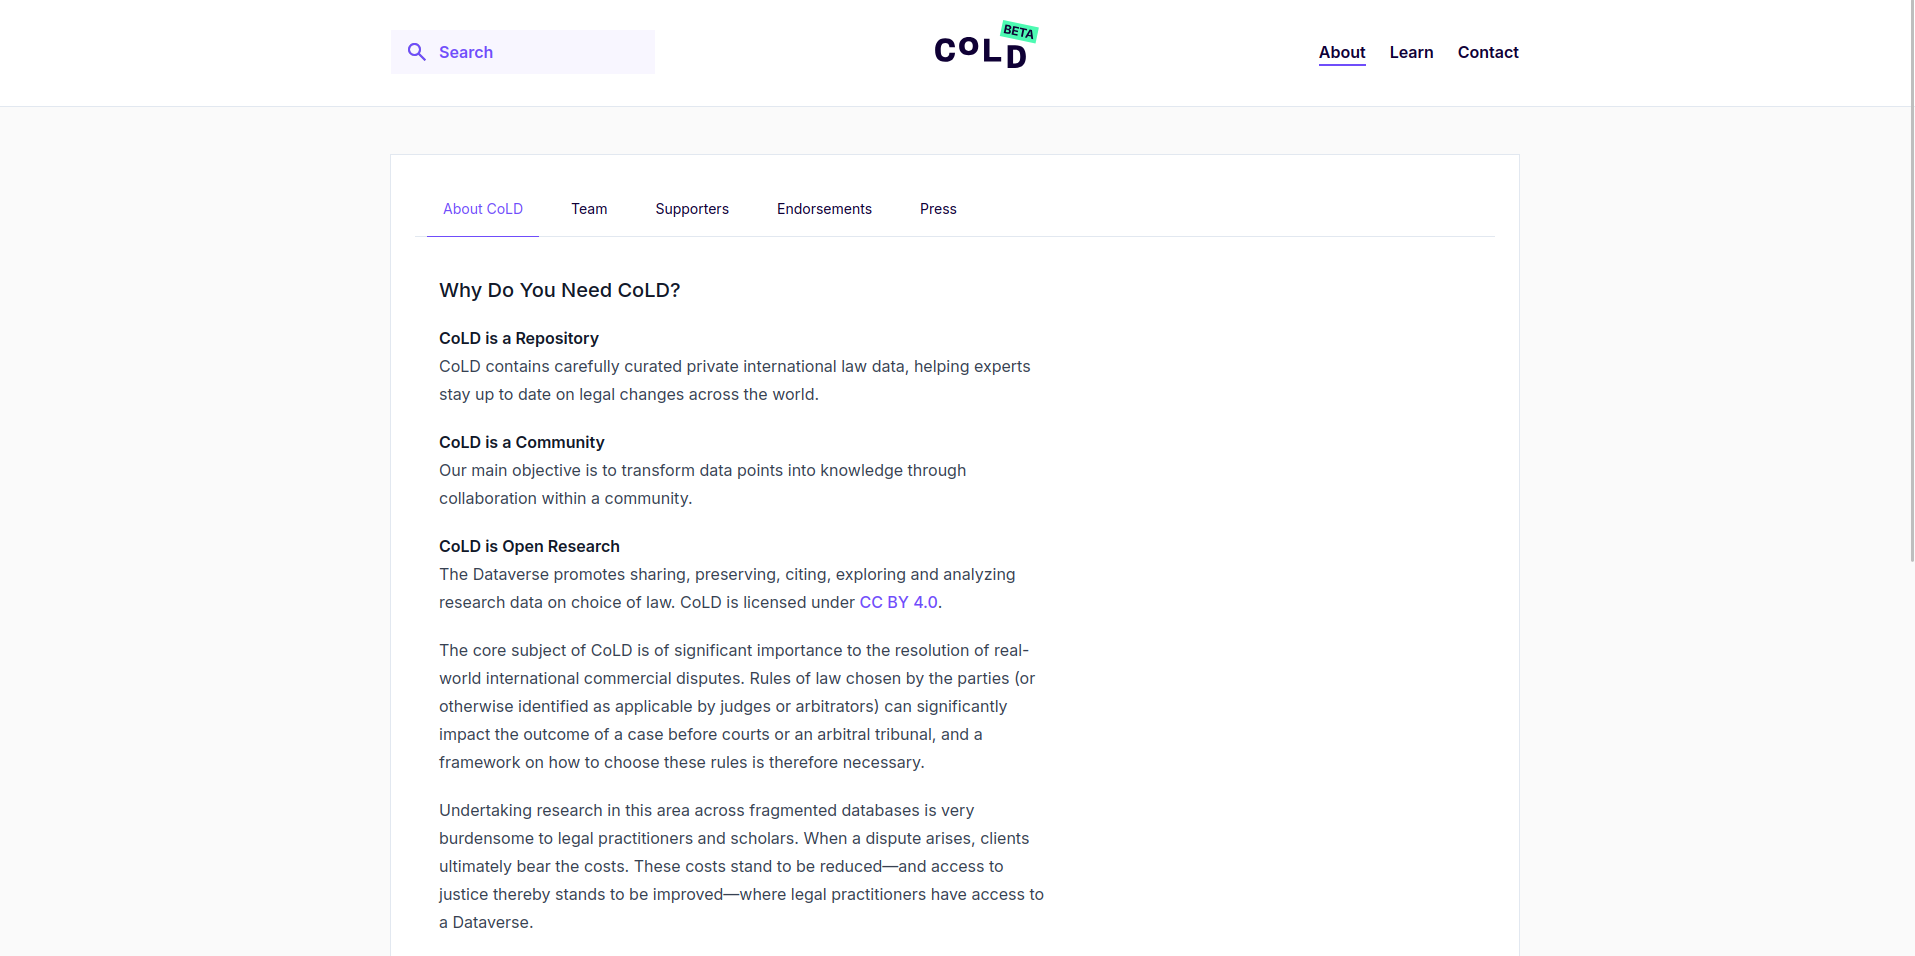 Search
CoLD
BETA
About
Learn
Contact
About CoLD
Team
Supporters
Endorsements
Press
Why Do You Need CoLD?
CoLD is a Repository
CoLD contains carefully curated private international law data, helping experts
stay up to date on legal changes across the world.
CoLD is a Community
Our main objective is to transform data points into knowledge through
collaboration within a community.
CoLD is Open Research
The Dataverse promotes sharing, preserving, citing, exploring and analyzing
research data on choice of law. CoLD is licensed under CC BY 4.0.
The core subject of CoLD is of significant importance to the resolution of real-
world international commercial disputes. Rules of law chosen by the parties (or
otherwise identified as applicable by judges or arbitrators) can significantly
impact the outcome of a case before courts or an arbitral tribunal, and a
framework on how to choose these rules is therefore necessary.
Undertaking research in this area across fragmented databases is very
burdensome to legal practitioners and scholars. When a dispute arises, clients
ultimately bear the costs. These costs stand to be reduced—and access to
justice thereby stands to be improved—where legal practitioners have access to
a Dataverse.